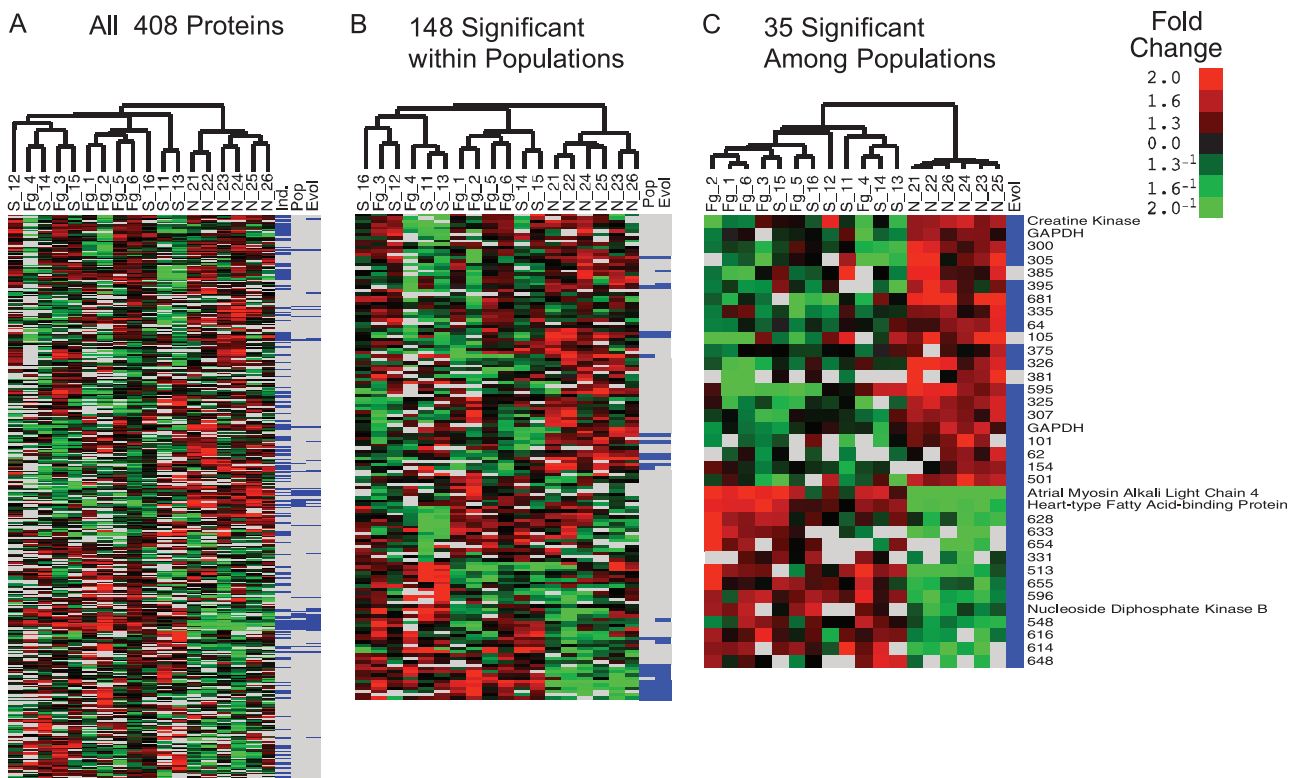 A All 408 Proteins
B 148 Significant
within Populations
C 35 Significant
Among Populations
Fold
Change
2.0
1.6
1.3
0.0
1.3⁻¹
1.6⁻¹
2.0⁻¹
S_12
Fg_4
S_14
Fg_3
S_15
Fg_1
Fg_2
Fg_5
Fg_6
S_16
S_11
S_13
N_21
N_22
N_23
N_24
N_25
N_26
Ind.
Pop
Evol
S_16
Fg_3
S_12
Fg_4
S_11
S_13
Fg_1
Fg_2
Fg_5
Fg_6
S_14
S_15
N_21
N_22
N_24
N_25
N_23
N_26
Pop
Evol
Fg_2
Fg_1
Fg_6
Fg_3
S_15
Fg_5
S_16
S_12
S_11
Fg_4
S_14
S_13
N_21
N_22
N_26
N_24
N_23
N_25
Evol
Creatine Kinase
GAPDH
300
305
385
395
681
335
64
105
375
326
381
595
325
307
GAPDH
101
62
154
501
Atrial Myosin Alkali Light Chain 4
Heart-type Fatty Acid-binding Protein
628
633
654
331
513
655
596
Nucleoside Diphosphate Kinase B
548
616
614
648